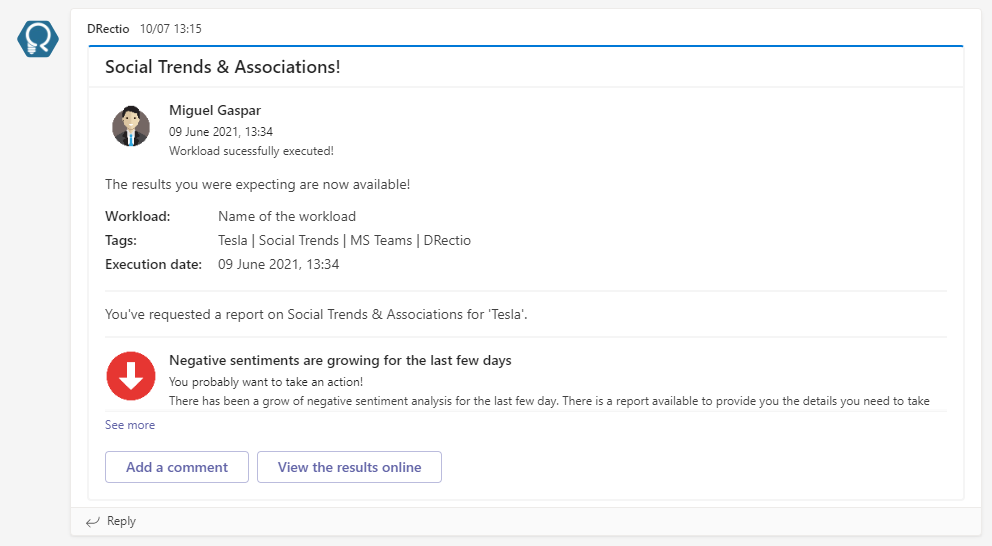 DRectio 10/07 13:15
Social Trends & Associations!
Miguel Gaspar
09 June 2021, 13:34
Workload sucessfully executed!
The results you were expecting are now available!
Workload: Name of the workload
Tags: Tesla | Social Trends | MS Teams | DRectio
Execution date: 09 June 2021, 13:34
You've requested a report on Social Trends & Associations for 'Tesla'.
Negative sentiments are growing for the last few days
You probably want to take an action!
There has been a grow of negative sentiment analysis for the last few day. There is a report available to provide you the details you need to take
See more
Add a comment View the results online
Reply